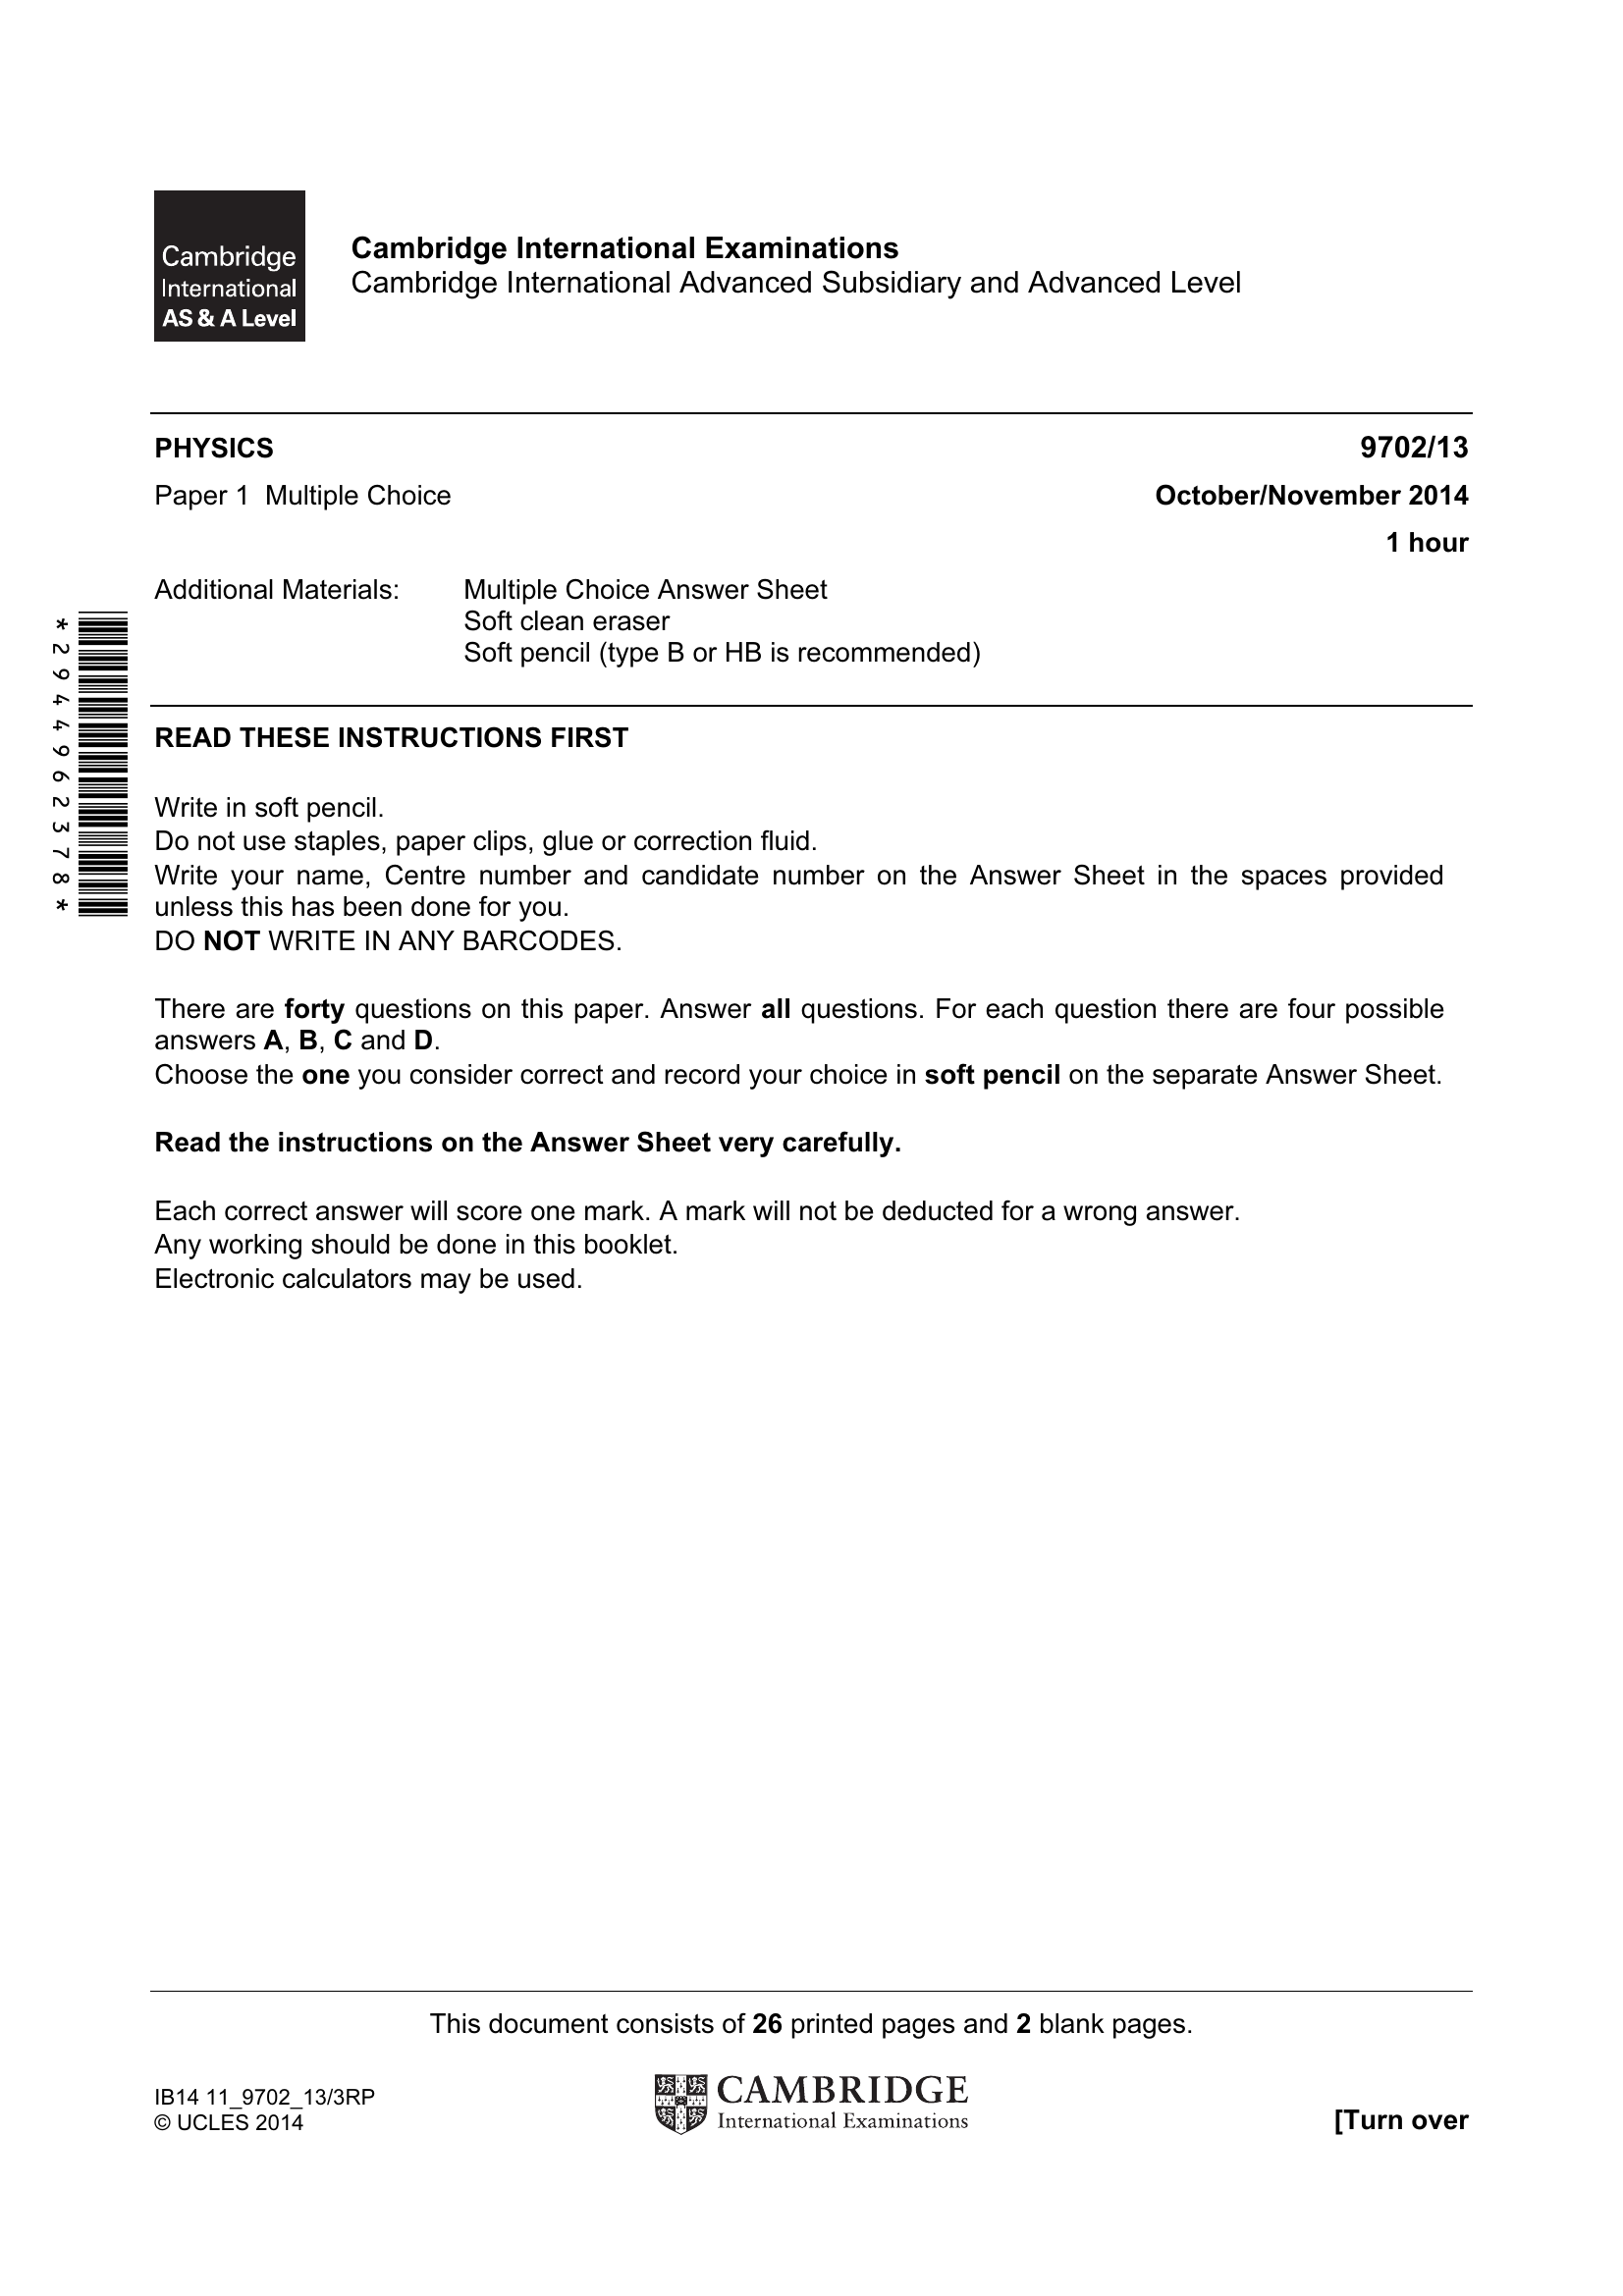 Cambridge
International
AS & A Level
Cambridge International Examinations
Cambridge International Advanced Subsidiary and Advanced Level
PHYSICS 9702/13
Paper 1 Multiple Choice October/November 2014
1 hour
Additional Materials: Multiple Choice Answer Sheet
Soft clean eraser
Soft pencil (type B or HB is recommended)
*2944962378*
READ THESE INSTRUCTIONS FIRST
Write in soft pencil.
Do not use staples, paper clips, glue or correction fluid.
Write your name, Centre number and candidate number on the Answer Sheet in the spaces provided
unless this has been done for you.
DO NOT WRITE IN ANY BARCODES.
There are forty questions on this paper. Answer all questions. For each question there are four possible
answers A, B, C and D.
Choose the one you consider correct and record your choice in soft pencil on the separate Answer Sheet.
Read the instructions on the Answer Sheet very carefully.
Each correct answer will score one mark. A mark will not be deducted for a wrong answer.
Any working should be done in this booklet.
Electronic calculators may be used.
This document consists of 26 printed pages and 2 blank pages.
IB14 11_9702_13/3RP
© UCLES 2014
CAMBRIDGE
International Examinations
[Turn over